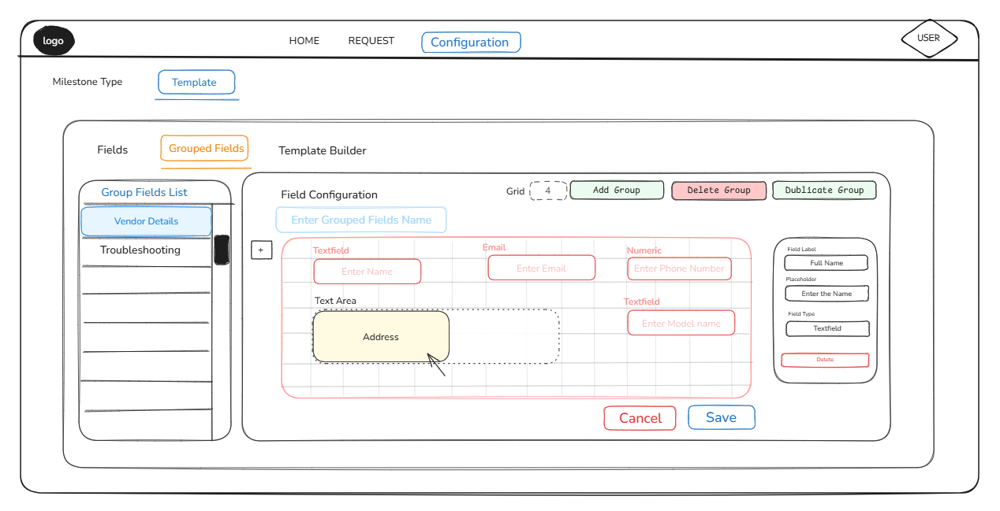 logo
HOME
REQUEST
Configuration
USER
Milestone Type
Template
Fields
Grouped Fields
Template Builder
Group Fields List
Vendor Details
Troubleshooting
Field Configuration
Grid
4
Add Group
Delete Group
Dublicate Group
Enter Grouped Fields Name
+
Textfield
Enter Name
Email
Enter Email
Numeric
Enter Phone Number
Text Area
Address
Textfield
Enter Model name
Field Label
Full Name
Placeholder
Enter the Name
Field Type
Textfield
Delete
Cancel
Save